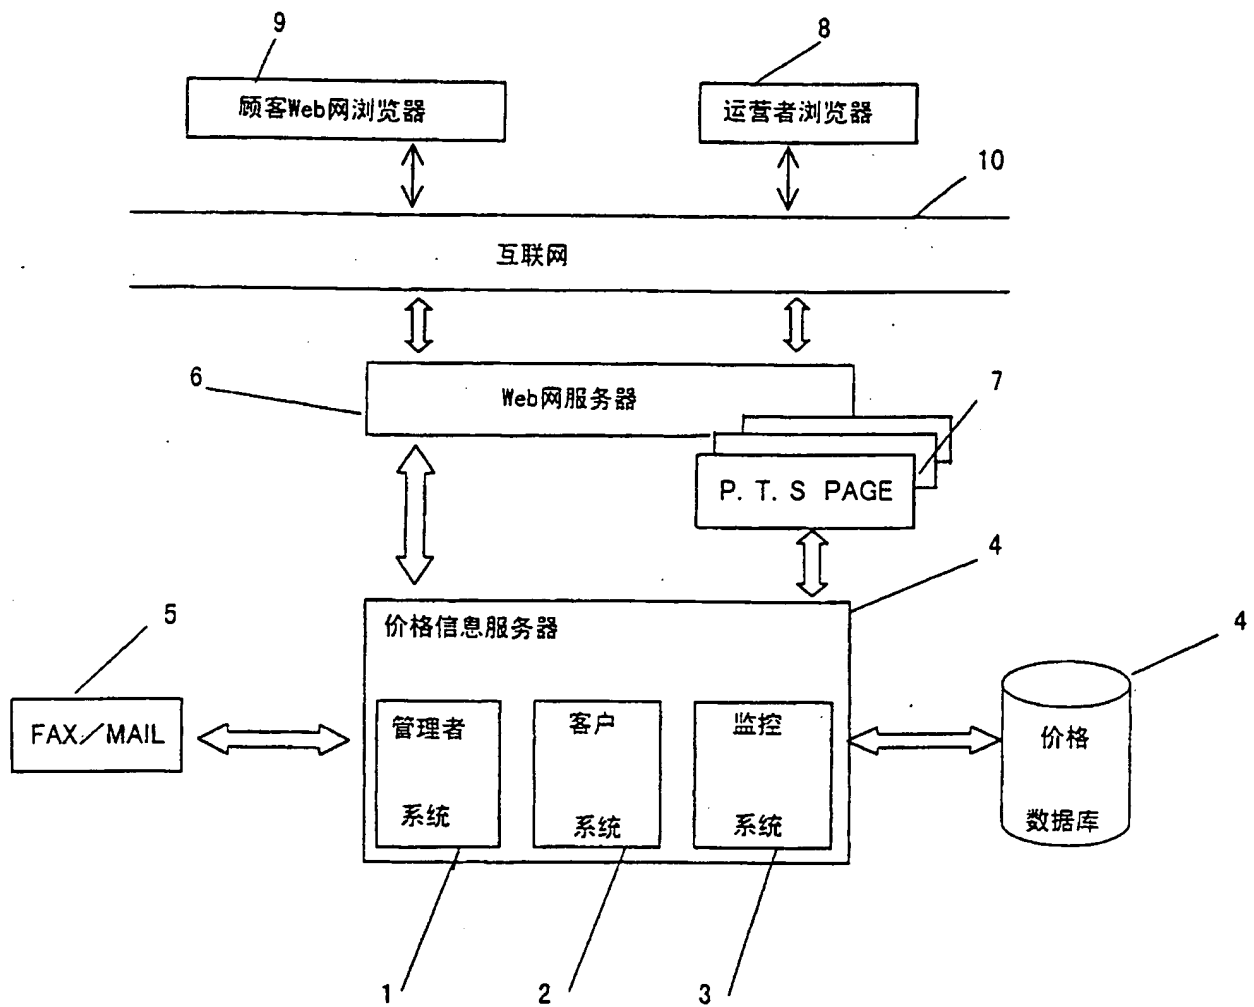 9
8
顾客Web网浏览器
运营者浏览器
10
互联网
6
Web网服务器
7
P. T. S PAGE
4
5
价格信息服务器
4
FAX／MAIL
管理者
系统
客户
系统
监控
系统
价格
数据库
1
2
3